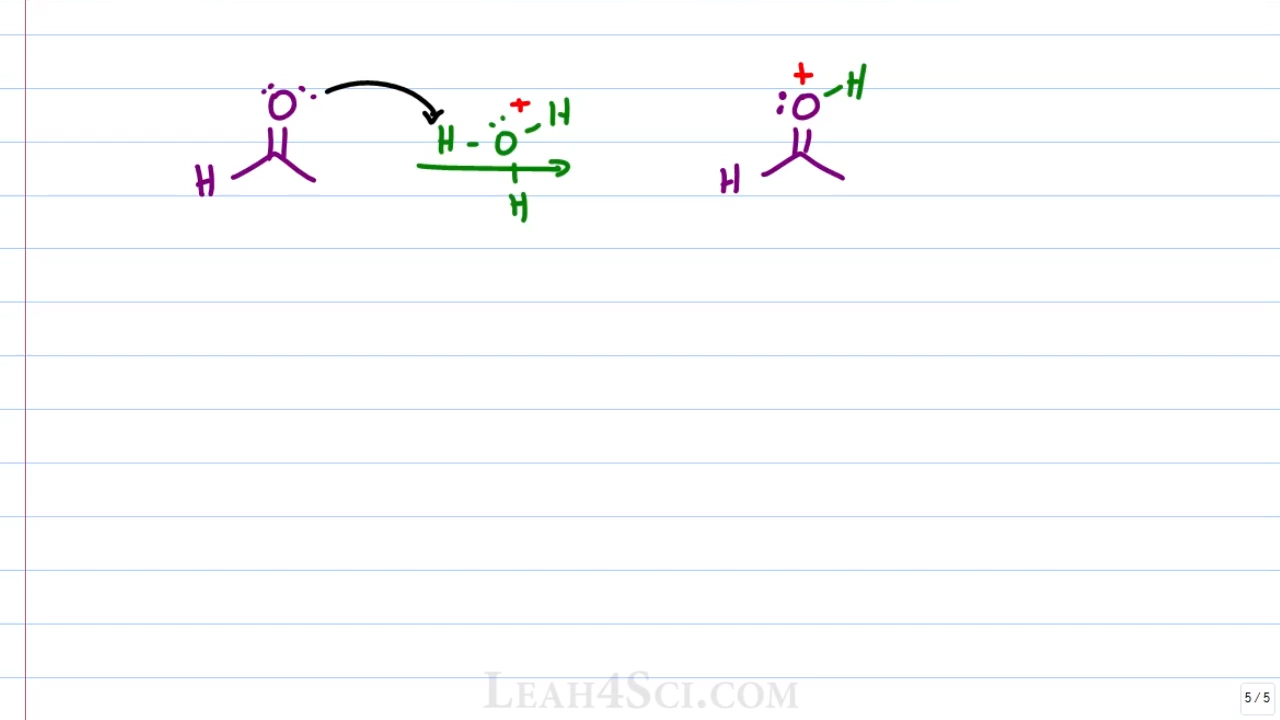 O + H
H - O
H H
H
+
:O H
H
LEAH4SCI.COM
5 / 5